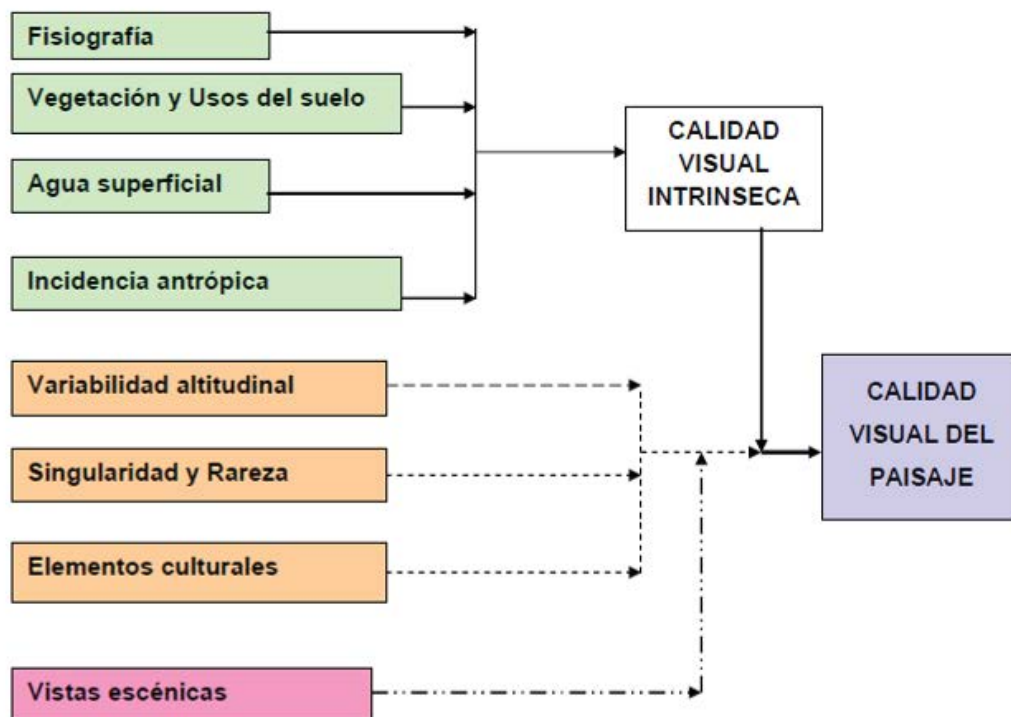 Fisiografía
Vegetación y Usos del suelo
Agua superficial
Incidencia antrópica
CALIDAD
VISUAL
INTRINSECA
Variabilidad altitudinal
Singularidad y Rareza
Elementos culturales
Vistas escénicas
CALIDAD
VISUAL DEL
PAISAJE